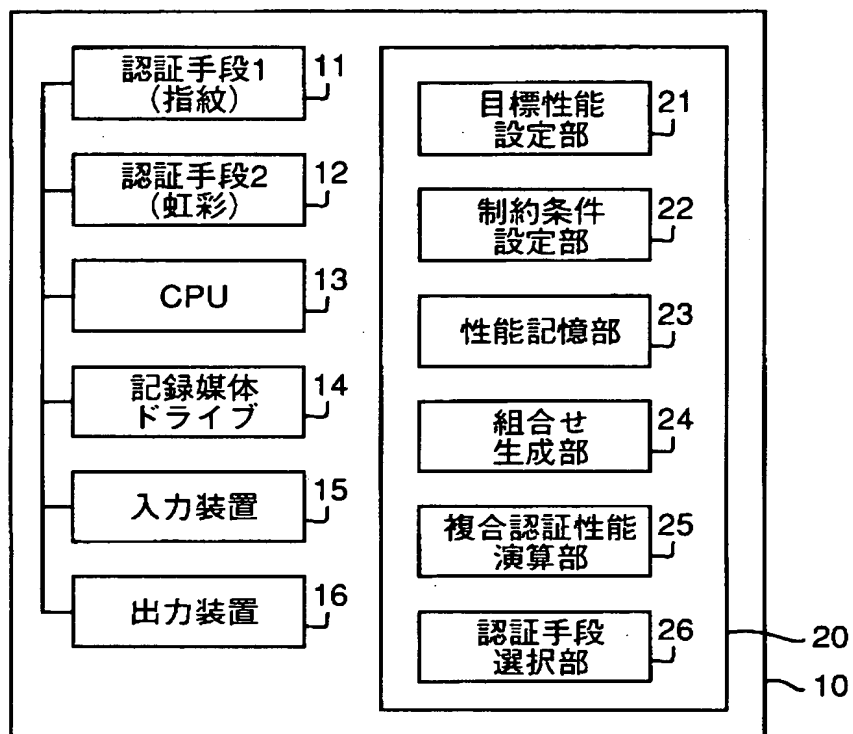 認証手段1
(指紋)
11
認証手段2
(虹彩)
12
CPU
13
記録媒体
ドライブ
14
入力装置
15
出力装置
16
目標性能
設定部
21
制約条件
設定部
22
性能記憶部
23
組合せ
生成部
24
複合認証性能
演算部
25
認証手段
選択部
26
20
10